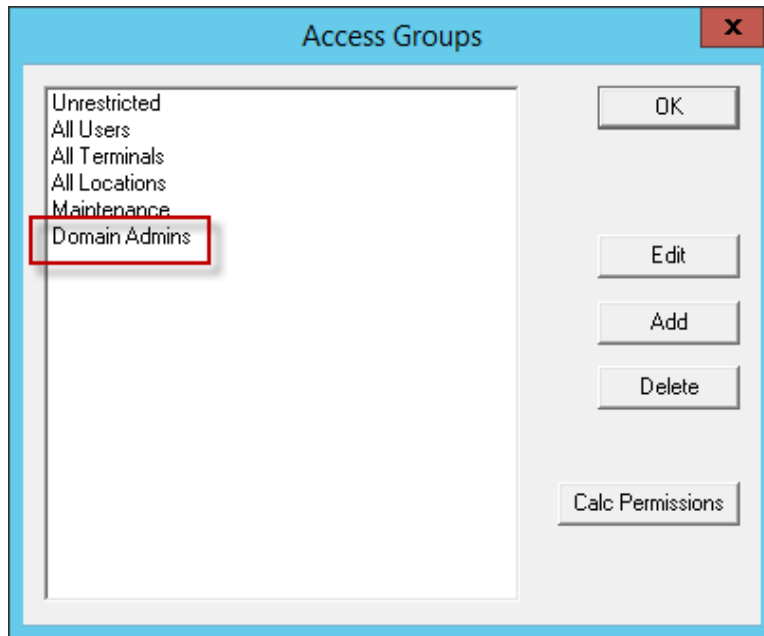 Access Groups
x
Unrestricted
All Users
All Terminals
All Locations
Maintenance
Domain Admins
OK
Edit
Add
Delete
Calc Permissions